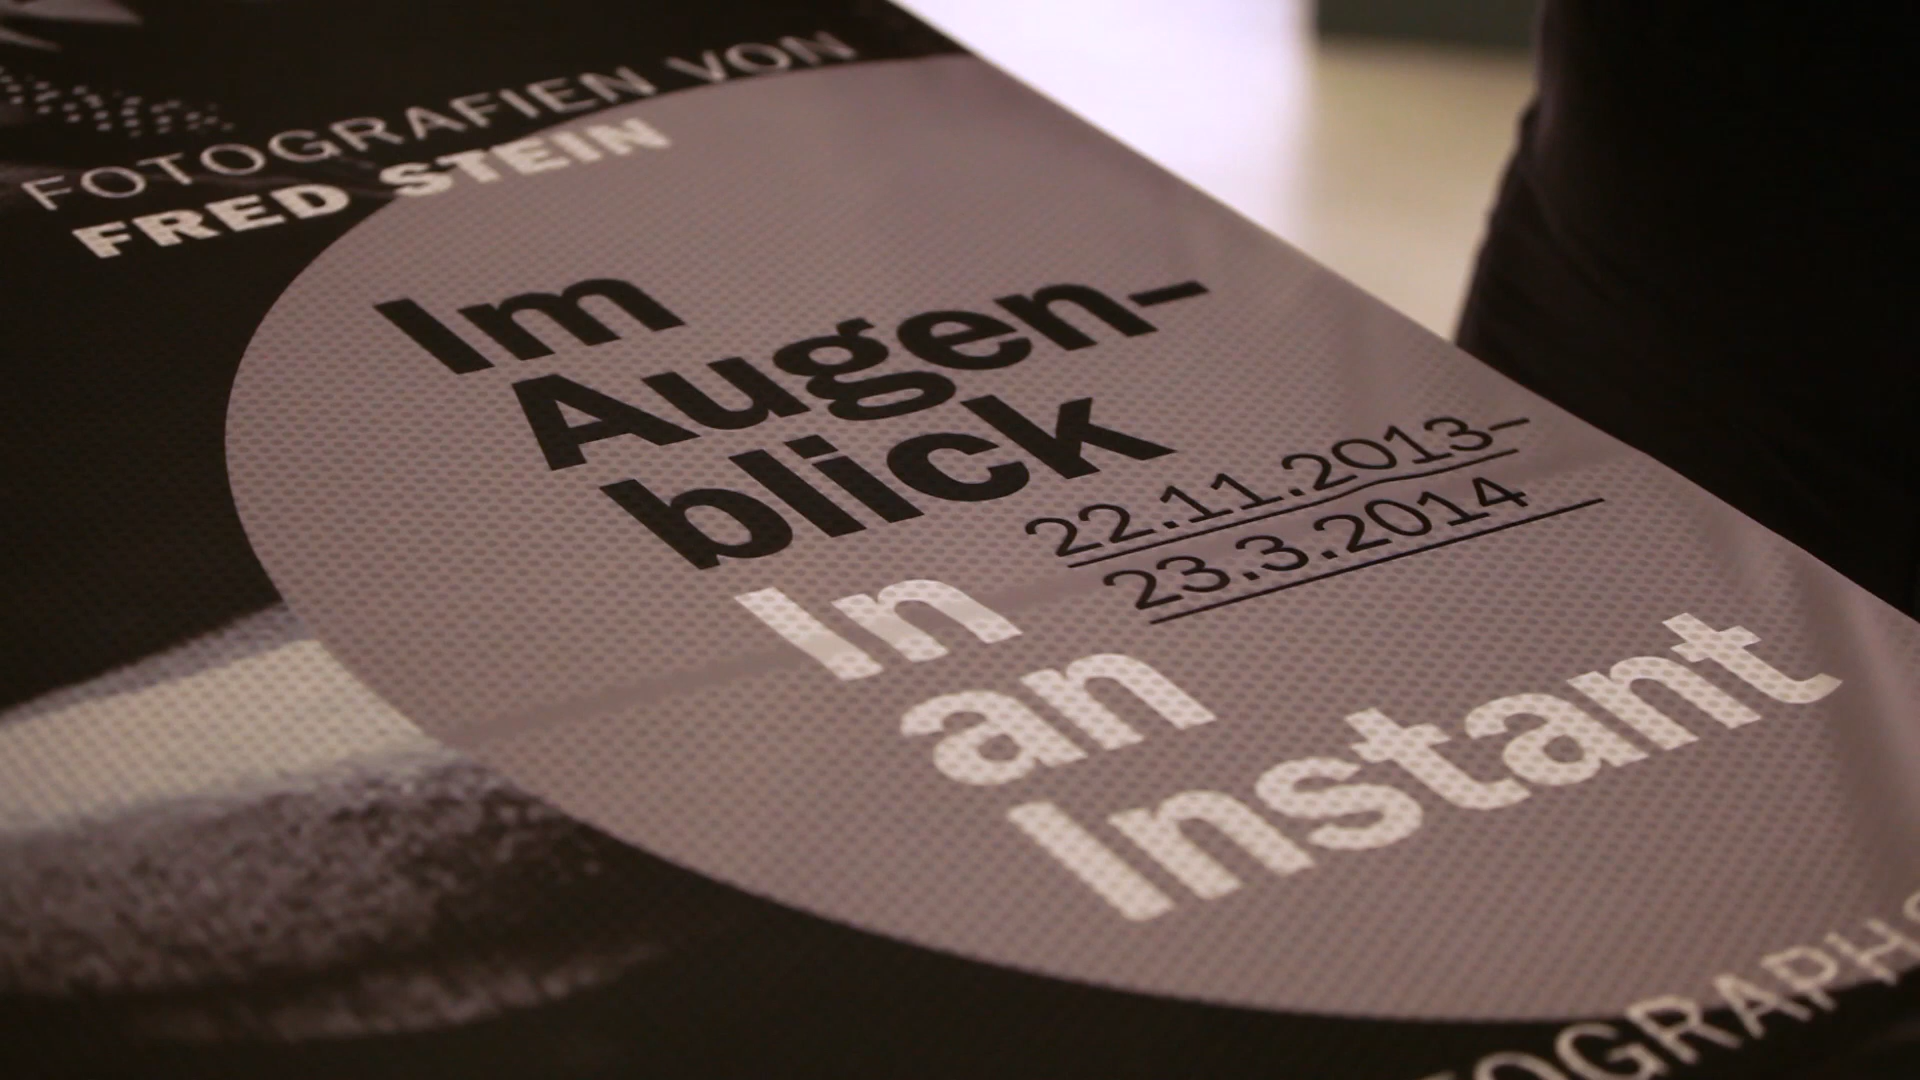 FOTOGRAFIEN VON
FRED STEIN
Im
Augen-
blick
22.11.2013–
23.3.2014
In
an
Instant